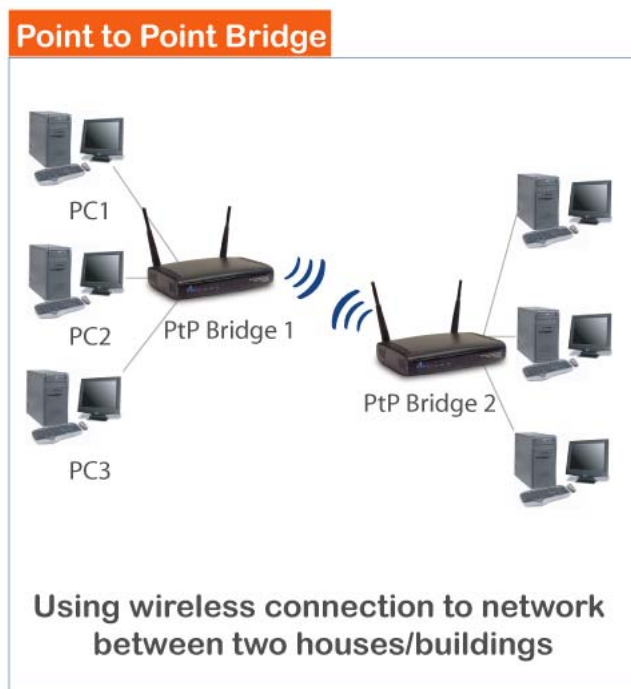 Point to Point Bridge
PC1
PC2
PC3
PtP Bridge 1
PtP Bridge 2
Using wireless connection to network
between two houses/buildings